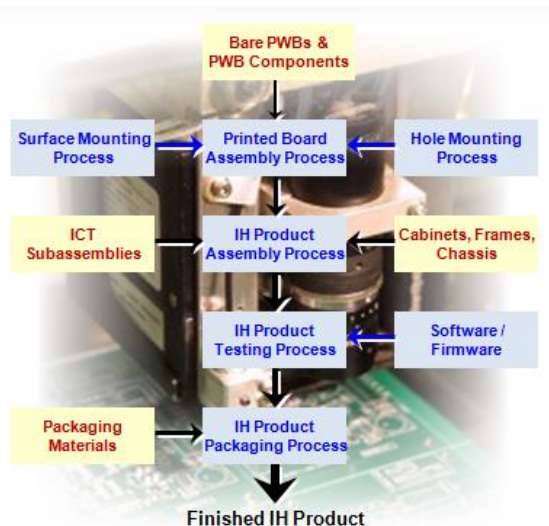 Bare PWBs &
PWB Components
Surface Mounting
Process
Printed Board
Assembly Process
Hole Mounting
Process
ICT
Subassemblies
IH Product
Assembly Process
Cabinets, Frames,
Chassis
IH Product
Testing Process
Software /
Firmware
Packaging
Materials
IH Product
Packaging Process
Finished IH Product